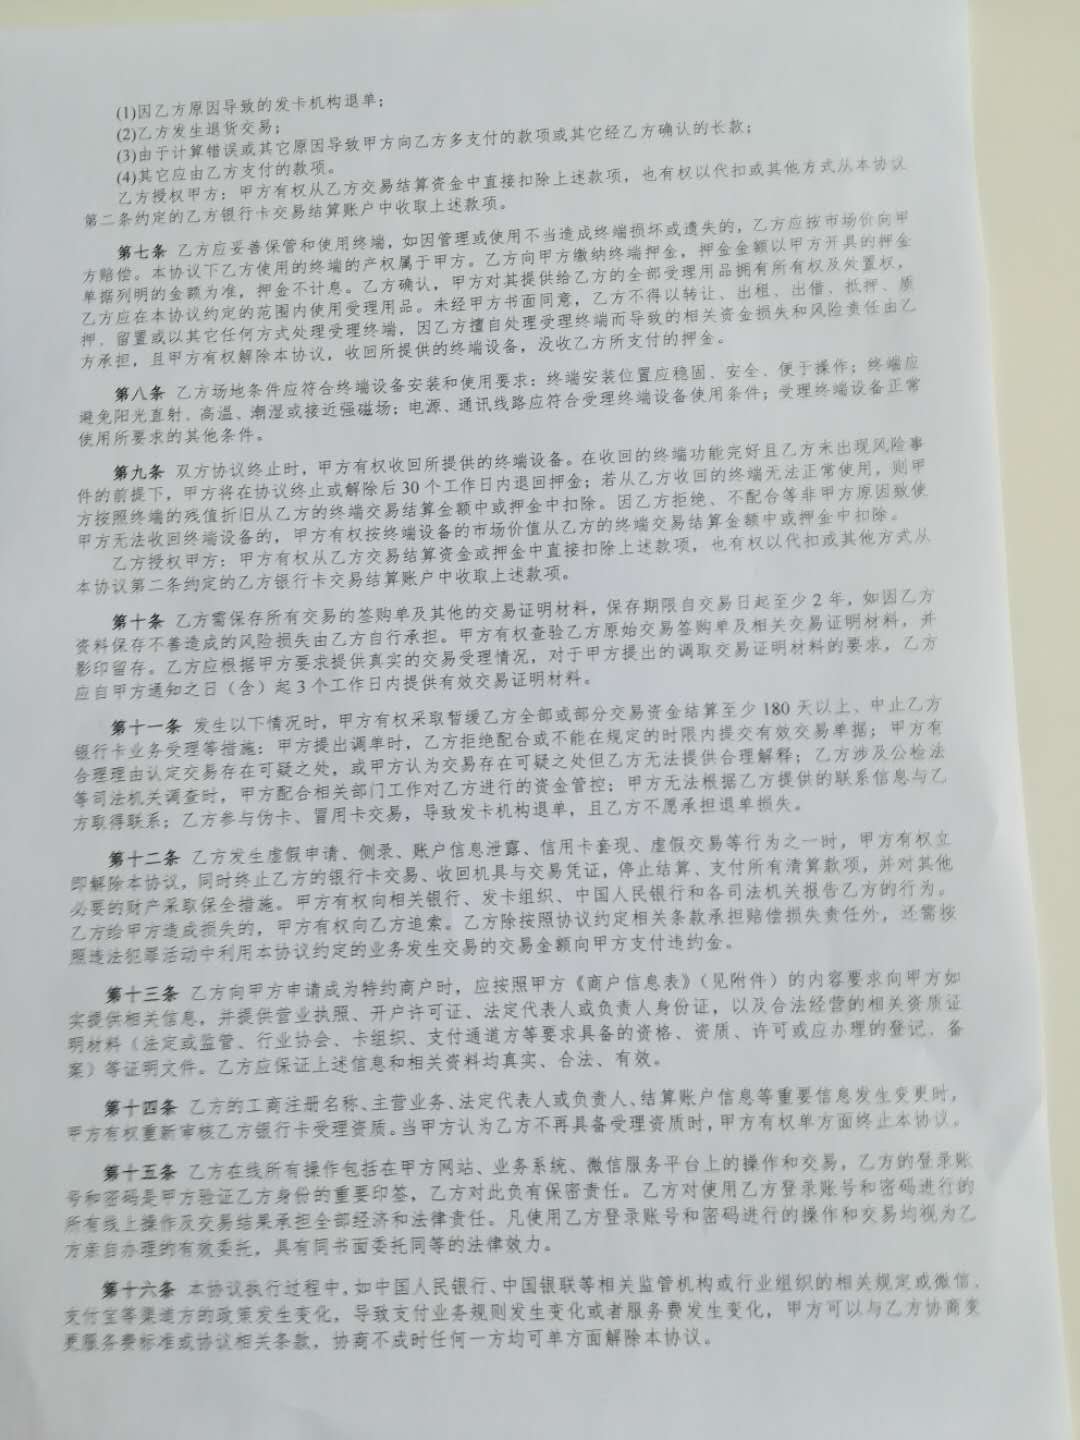 (1)因乙方原因导致的发卡机构退单；
(2)乙方发生退货交易；
(3)由于计算错误或其它原因导致甲方向乙方多支付的款项或其它经乙方确认的长款；
(4)其它应由乙方支付的款项。
乙方授权甲方：甲方有权从乙方交易结算资金中直接扣除上述款项，也有权以代扣或其他方式从本协议
第二条约定的乙方银行卡交易结算账户中收取上述款项。
第七条 乙方应妥善保管和使用终端，如因管理或使用不当造成终端损坏或遗失的，乙方应按市场价向甲
方赔偿。本协议下乙方使用的终端的产权属于甲方。乙方向甲方缴纳终端押金，押金金额以甲方开具的押金
单据列明的金额为准，押金不计息。乙方确认，甲方对其提供给乙方的全部受理用品拥有所有权及处置权，
乙方应在本协议约定的范围内使用受理用品。未经甲方书面同意，乙方不得以转让、出租、出借、抵押、质
押、留置或以其它任何方式处理受理终端，因乙方擅自处理受理终端而导致的相关资金损失和风险责任由乙
方承担，且甲方有权解除本协议，收回所提供的终端设备，没收乙方所支付的押金。
第八条 乙方场地条件应符合终端设备安装和使用要求：终端安装位置应稳固、安全、便于操作；终端应
避免阳光直射、高温、潮湿或接近强磁场；电源、通讯线路应符合受理终端设备使用条件；受理终端设备正常
使用所要求的其他条件。
第九条 双方协议终止时，甲方有权收回所提供的终端设备。在收回的终端功能完好且乙方未出现风险事
件的前提下，甲方将在协议终止或解除后 30 个工作日内退回押金；若从乙方收回的终端无法正常使用，则甲
方按照终端的残值折旧从乙方的终端交易结算金额中或押金中扣除。因乙方拒绝、不配合等非甲方原因致使
甲方无法收回终端设备的，甲方有权按终端设备的市场价值从乙方的终端交易结算金额中或押金中扣除。
乙方授权甲方：甲方有权从乙方交易结算资金或押金中直接扣除上述款项，也有权以代扣或其他方式从
本协议第二条约定的乙方银行卡交易结算账户中收取上述款项。
第十条 乙方需保存所有交易的签购单及其他的交易证明材料，保存期限自交易日起至少 2 年，如因乙方
资料保存不善造成的风险损失由乙方自行承担。甲方有权查验乙方原始交易签购单及相关交易证明材料，并
影印留存。乙方应根据甲方要求提供真实的交易受理情况，对于甲方提出的调取交易证明材料的要求，乙方
应自甲方通知之日（含）起 3 个工作日内提供有效交易证明材料。
第十一条 发生以下情况时，甲方有权采取暂缓乙方全部或部分交易资金结算至少 180 天以上、中止乙方
银行卡业务受理等措施：甲方提出调单时，乙方拒绝配合或不能在规定的时限内提交有效交易单据；甲方有
合理理由认定交易存在可疑之处，或甲方认为交易存在可疑之处但乙方无法提供合理解释；乙方涉及公检法
等司法机关调查时，甲方配合相关部门工作对乙方进行的资金管控；甲方无法根据乙方提供的联系信息与乙
方取得联系；乙方参与伪卡、冒用卡交易，导致发卡机构退单，且乙方不愿承担退单损失。
第十二条 乙方发生虚假申请、侧录、账户信息泄露、信用卡套现、虚假交易等行为之一时，甲方有权立
即解除本协议，同时终止乙方的银行卡交易、收回机具与交易凭证，停止结算、支付所有清算款项，并对其他
必要的财产采取保全措施。甲方有权向相关银行、发卡组织、中国人民银行和各司法机关报告乙方的行为。
乙方给甲方造成损失的，甲方有权向乙方追索。乙方除按照协议约定相关条款承担赔偿损失责任外，还需按
照违法犯罪活动中利用本协议约定的业务发生交易的交易金额向甲方支付违约金。
第十三条 乙方向甲方申请成为特约商户时，应按照甲方《商户信息表》（见附件）的内容要求向甲方如
实提供相关信息，并提供营业执照、开户许可证、法定代表人或负责人身份证，以及合法经营的相关资质证
明材料（法定或监管、行业协会、卡组织、支付通道方等要求具备的资格、资质、许可或应办理的登记、备
案）等证明文件。乙方应保证上述信息和相关资料均真实、合法、有效。
第十四条 乙方的工商注册名称、主营业务、法定代表人或负责人、结算账户信息等重要信息发生变更时，
甲方有权重新审核乙方银行卡受理资质。当甲方认为乙方不再具备受理资质时，甲方有权单方面终止本协议。
第十五条 乙方在线所有操作包括在甲方网站、业务系统、微信服务平台上的操作和交易，乙方的登录账
号和密码是甲方验证乙方身份的重要印签，乙方对此负有保密责任。乙方对使用乙方登录账号和密码进行的
所有线上操作及交易结果承担全部经济和法律责任。凡使用乙方登录账号和密码进行的操作和交易均视为乙
方亲自办理的有效委托，具有同书面委托同等的法律效力。
第十六条 本协议执行过程中，如中国人民银行、中国银联等相关监管机构或行业组织的相关规定或微信、
支付宝等渠道方的政策发生变化，导致支付业务规则发生变化或者服务费发生变化，甲方可以与乙方协商变
更服务费标准或协议相关条款，协商不成时任何一方均可单方面解除本协议。